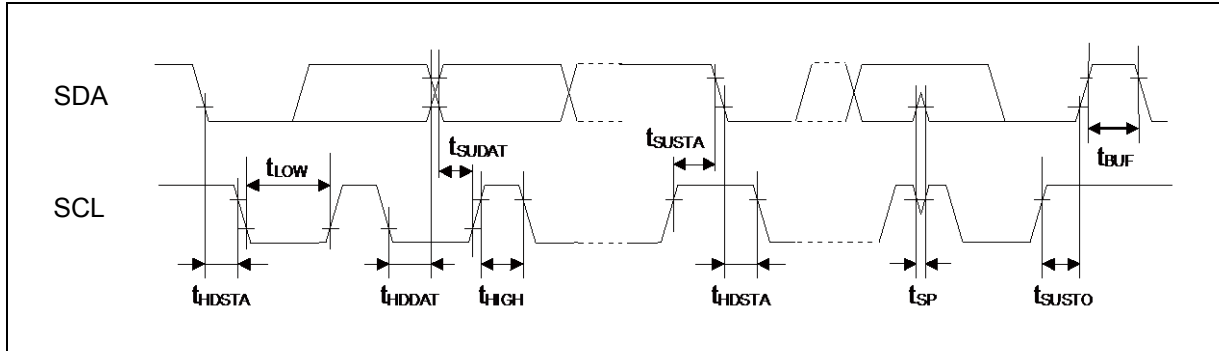 SDA
tSUDAT
tSUSTA
tBUF
tLOW
SCL
tHDSTA
tHDDAT
tHIGH
tHDSTA
tSP
tSUSTO